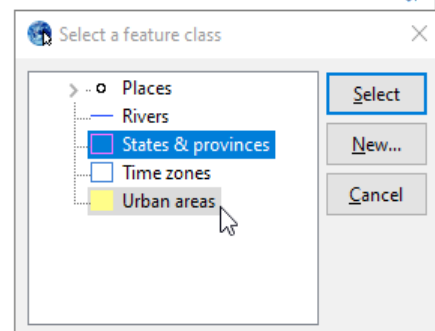 Select a feature class
Places
Rivers
States & provinces
Time zones
Urban areas
Select
New...
Cancel